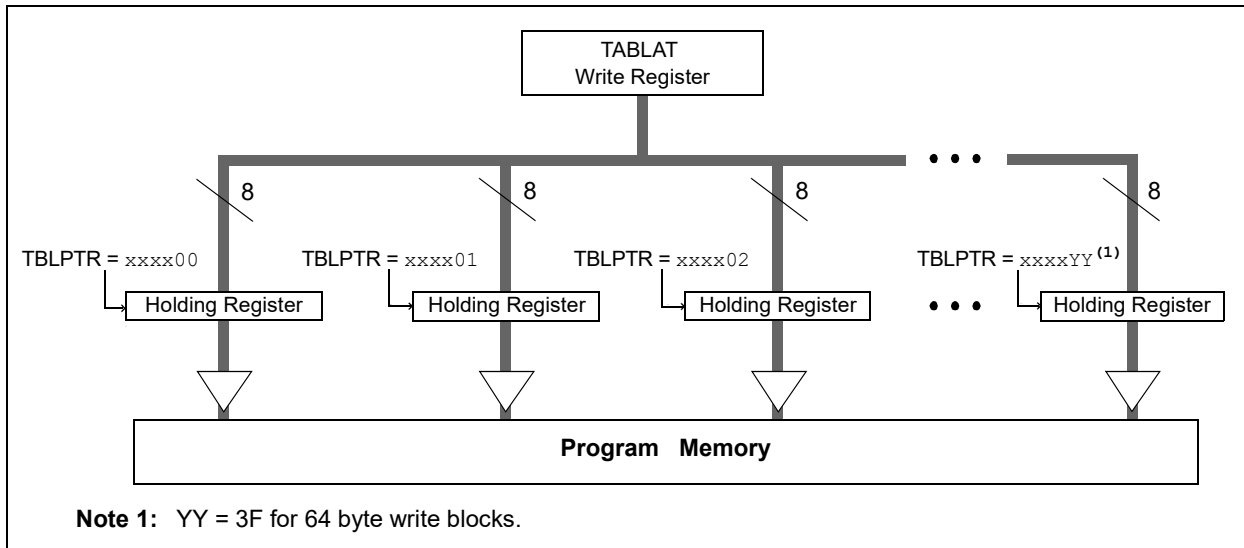 TABLAT
Write Register
• • •
8 8 8 8
TBLPTR = xxxx00 TBLPTR = xxxx01 TBLPTR = xxxx02 TBLPTR = xxxxYY(1)
Holding Register Holding Register Holding Register • • • Holding Register
Program Memory
Note 1: YY = 3F for 64 byte write blocks.